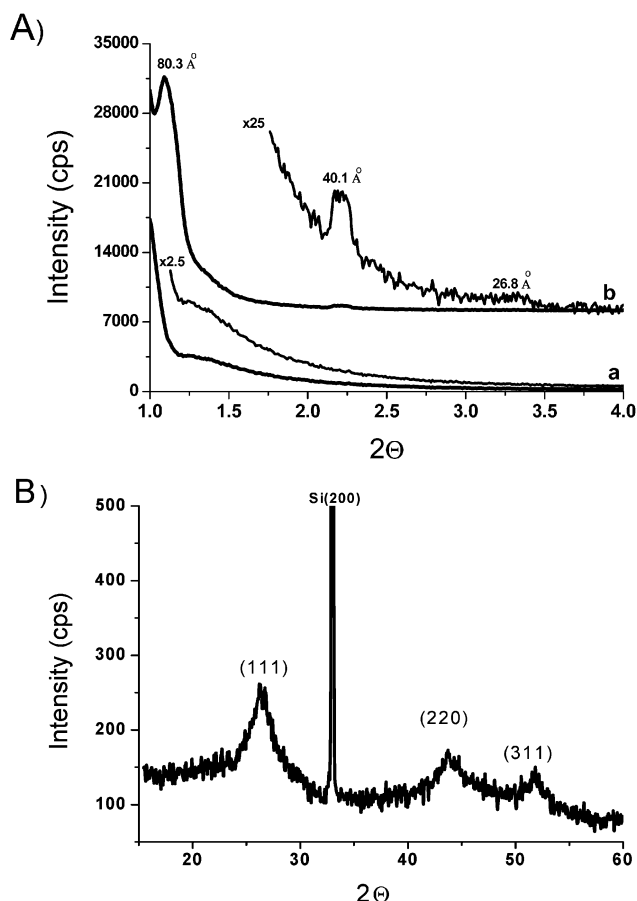 A)
35000
28000
21000
14000
7000
0
Intensity (cps)
80.3 Å
x25
40.1 Å
x2.5
26.8 Å
b
a
1.0 1.5 2.0 2.5 3.0 3.5 4.0
2Θ
B)
500
400
300
200
100
Intensity (cps)
Si(200)
(111)
(220)
(311)
20 30 40 50 60
2Θ